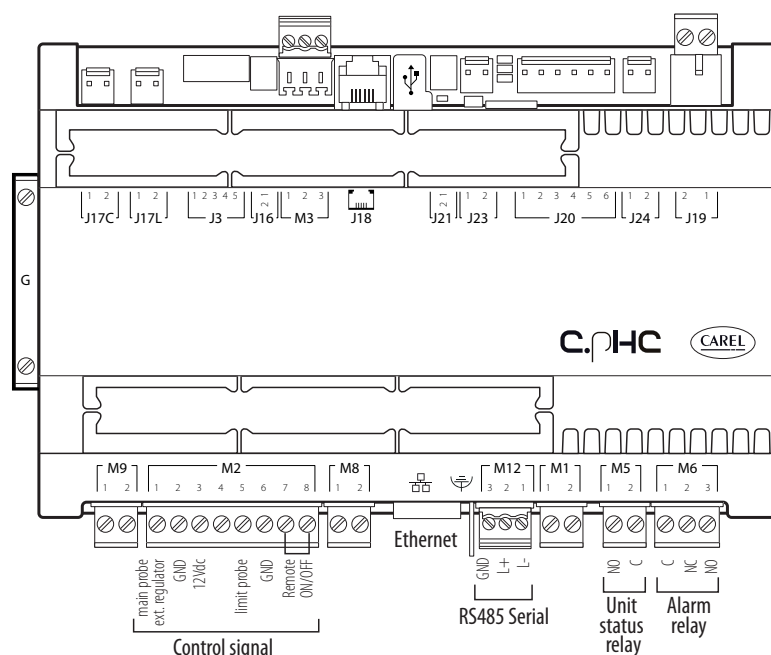 1 2
1 2
1 2 3 4 5
2 1
1 2 3
2 1
1 2
1 2 3 4 5 6
1 2
2 1
J17C J17L J3 J16 M3 J18 J21 J23 J20 J24 J19
G
c.pHC CAREL
M9 M2 M8 M12 M1 M5 M6
1 2
1 2 3 4 5 6 7 8
1 2
3 2 1
1 2
1 2
1 2 3
Ethernet
main probe
ext. regulator
GND
12Vdc
limit probe
GND
Remote
ON/OFF
GND
L+
L-
NO
C
C
NC
NO
Control signal
RS485 Serial
Unit
status
relay
Alarm
relay